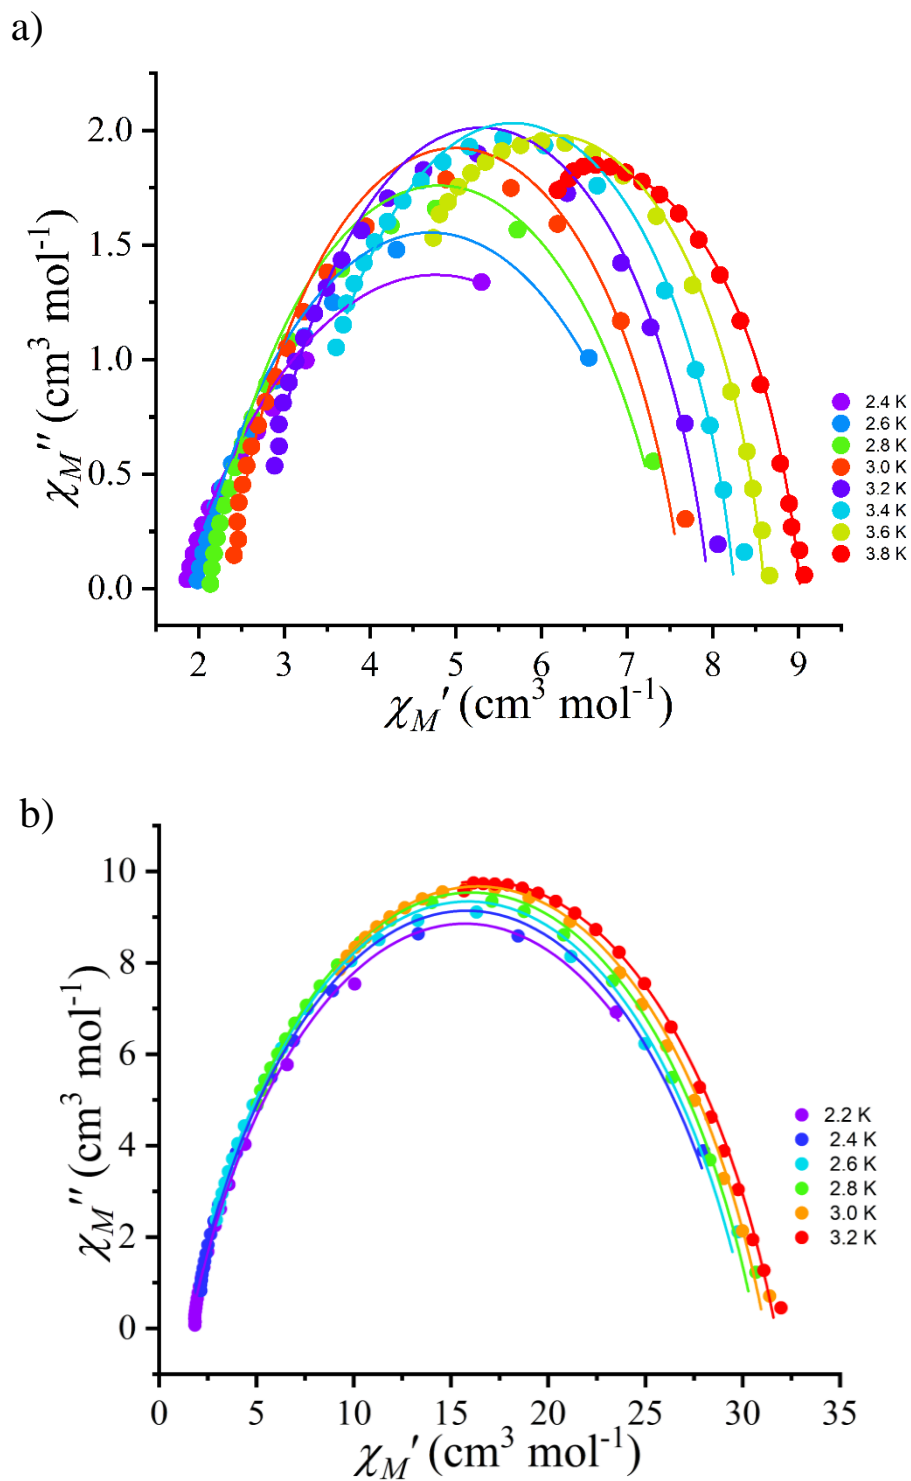 a)
2.0
1.5
1.0
0.5
0.0
χM″ (cm³ mol⁻¹)
2.4 K
2.6 K
2.8 K
3.0 K
3.2 K
3.4 K
3.6 K
3.8 K
2 3 4 5 6 7 8 9
χM′ (cm³ mol⁻¹)
b)
10
8
6
4
2
0
χM″ (cm³ mol⁻¹)
2.2 K
2.4 K
2.6 K
2.8 K
3.0 K
3.2 K
0 5 10 15 20 25 30 35
χM′ (cm³ mol⁻¹)